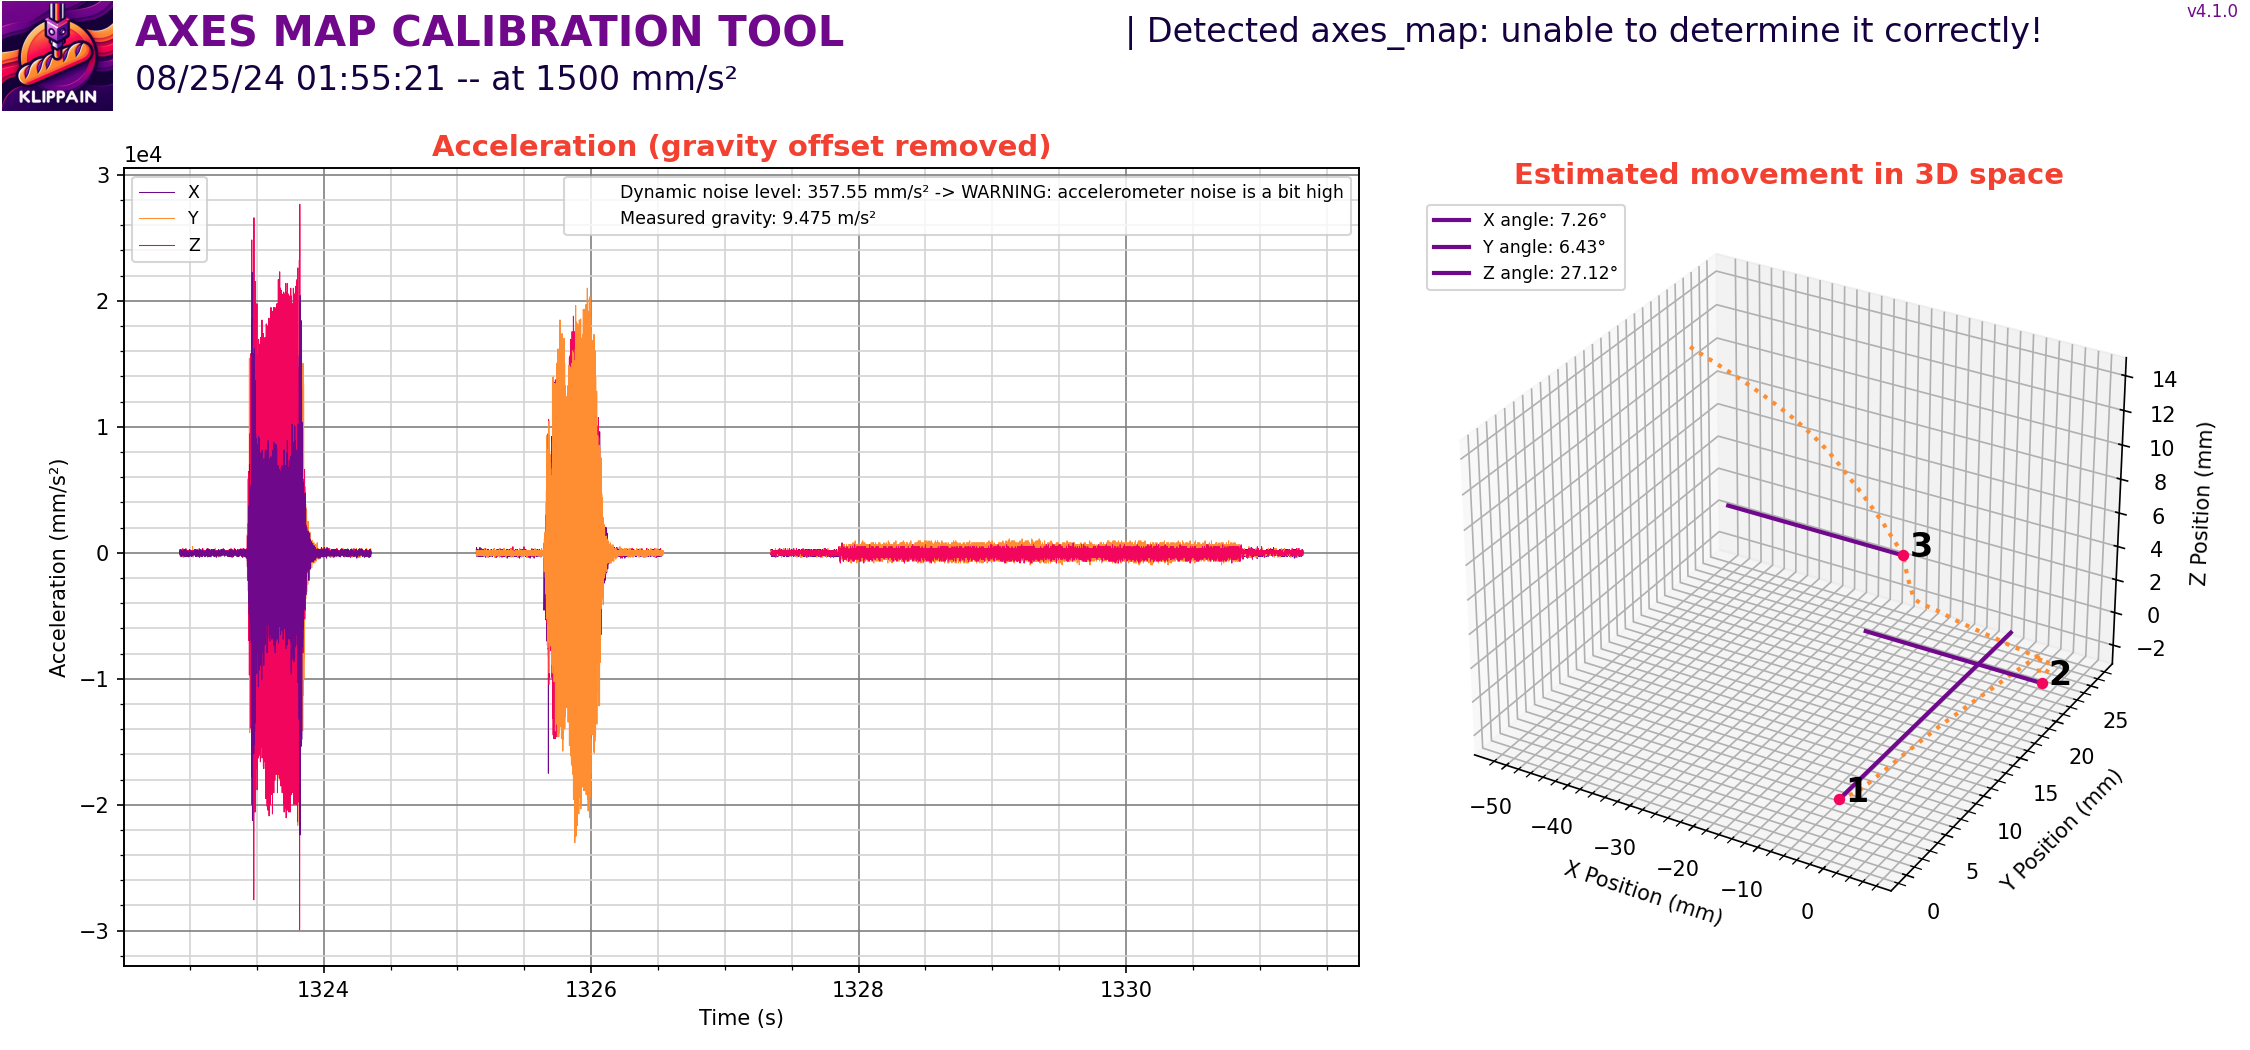 AXES MAP CALIBRATION TOOL
| Detected axes_map: unable to determine it correctly!
v4.1.0
08/25/24 01:55:21 -- at 1500 mm/s²
KLIPPAIN
Acceleration (gravity offset removed)
1e4
X
Y
Z
Dynamic noise level: 357.55 mm/s² -> WARNING: accelerometer noise is a bit high
Measured gravity: 9.475 m/s²
3
2
1
0
−1
−2
−3
Acceleration (mm/s²)
1324
1326
1328
1330
Time (s)
Estimated movement in 3D space
X angle: 7.26°
Y angle: 6.43°
Z angle: 27.12°
3
2
1
14
12
10
8
6
4
2
0
−2
Z Position (mm)
25
20
15
10
5
0
Y Position (mm)
−50
−40
−30
−20
−10
0
X Position (mm)